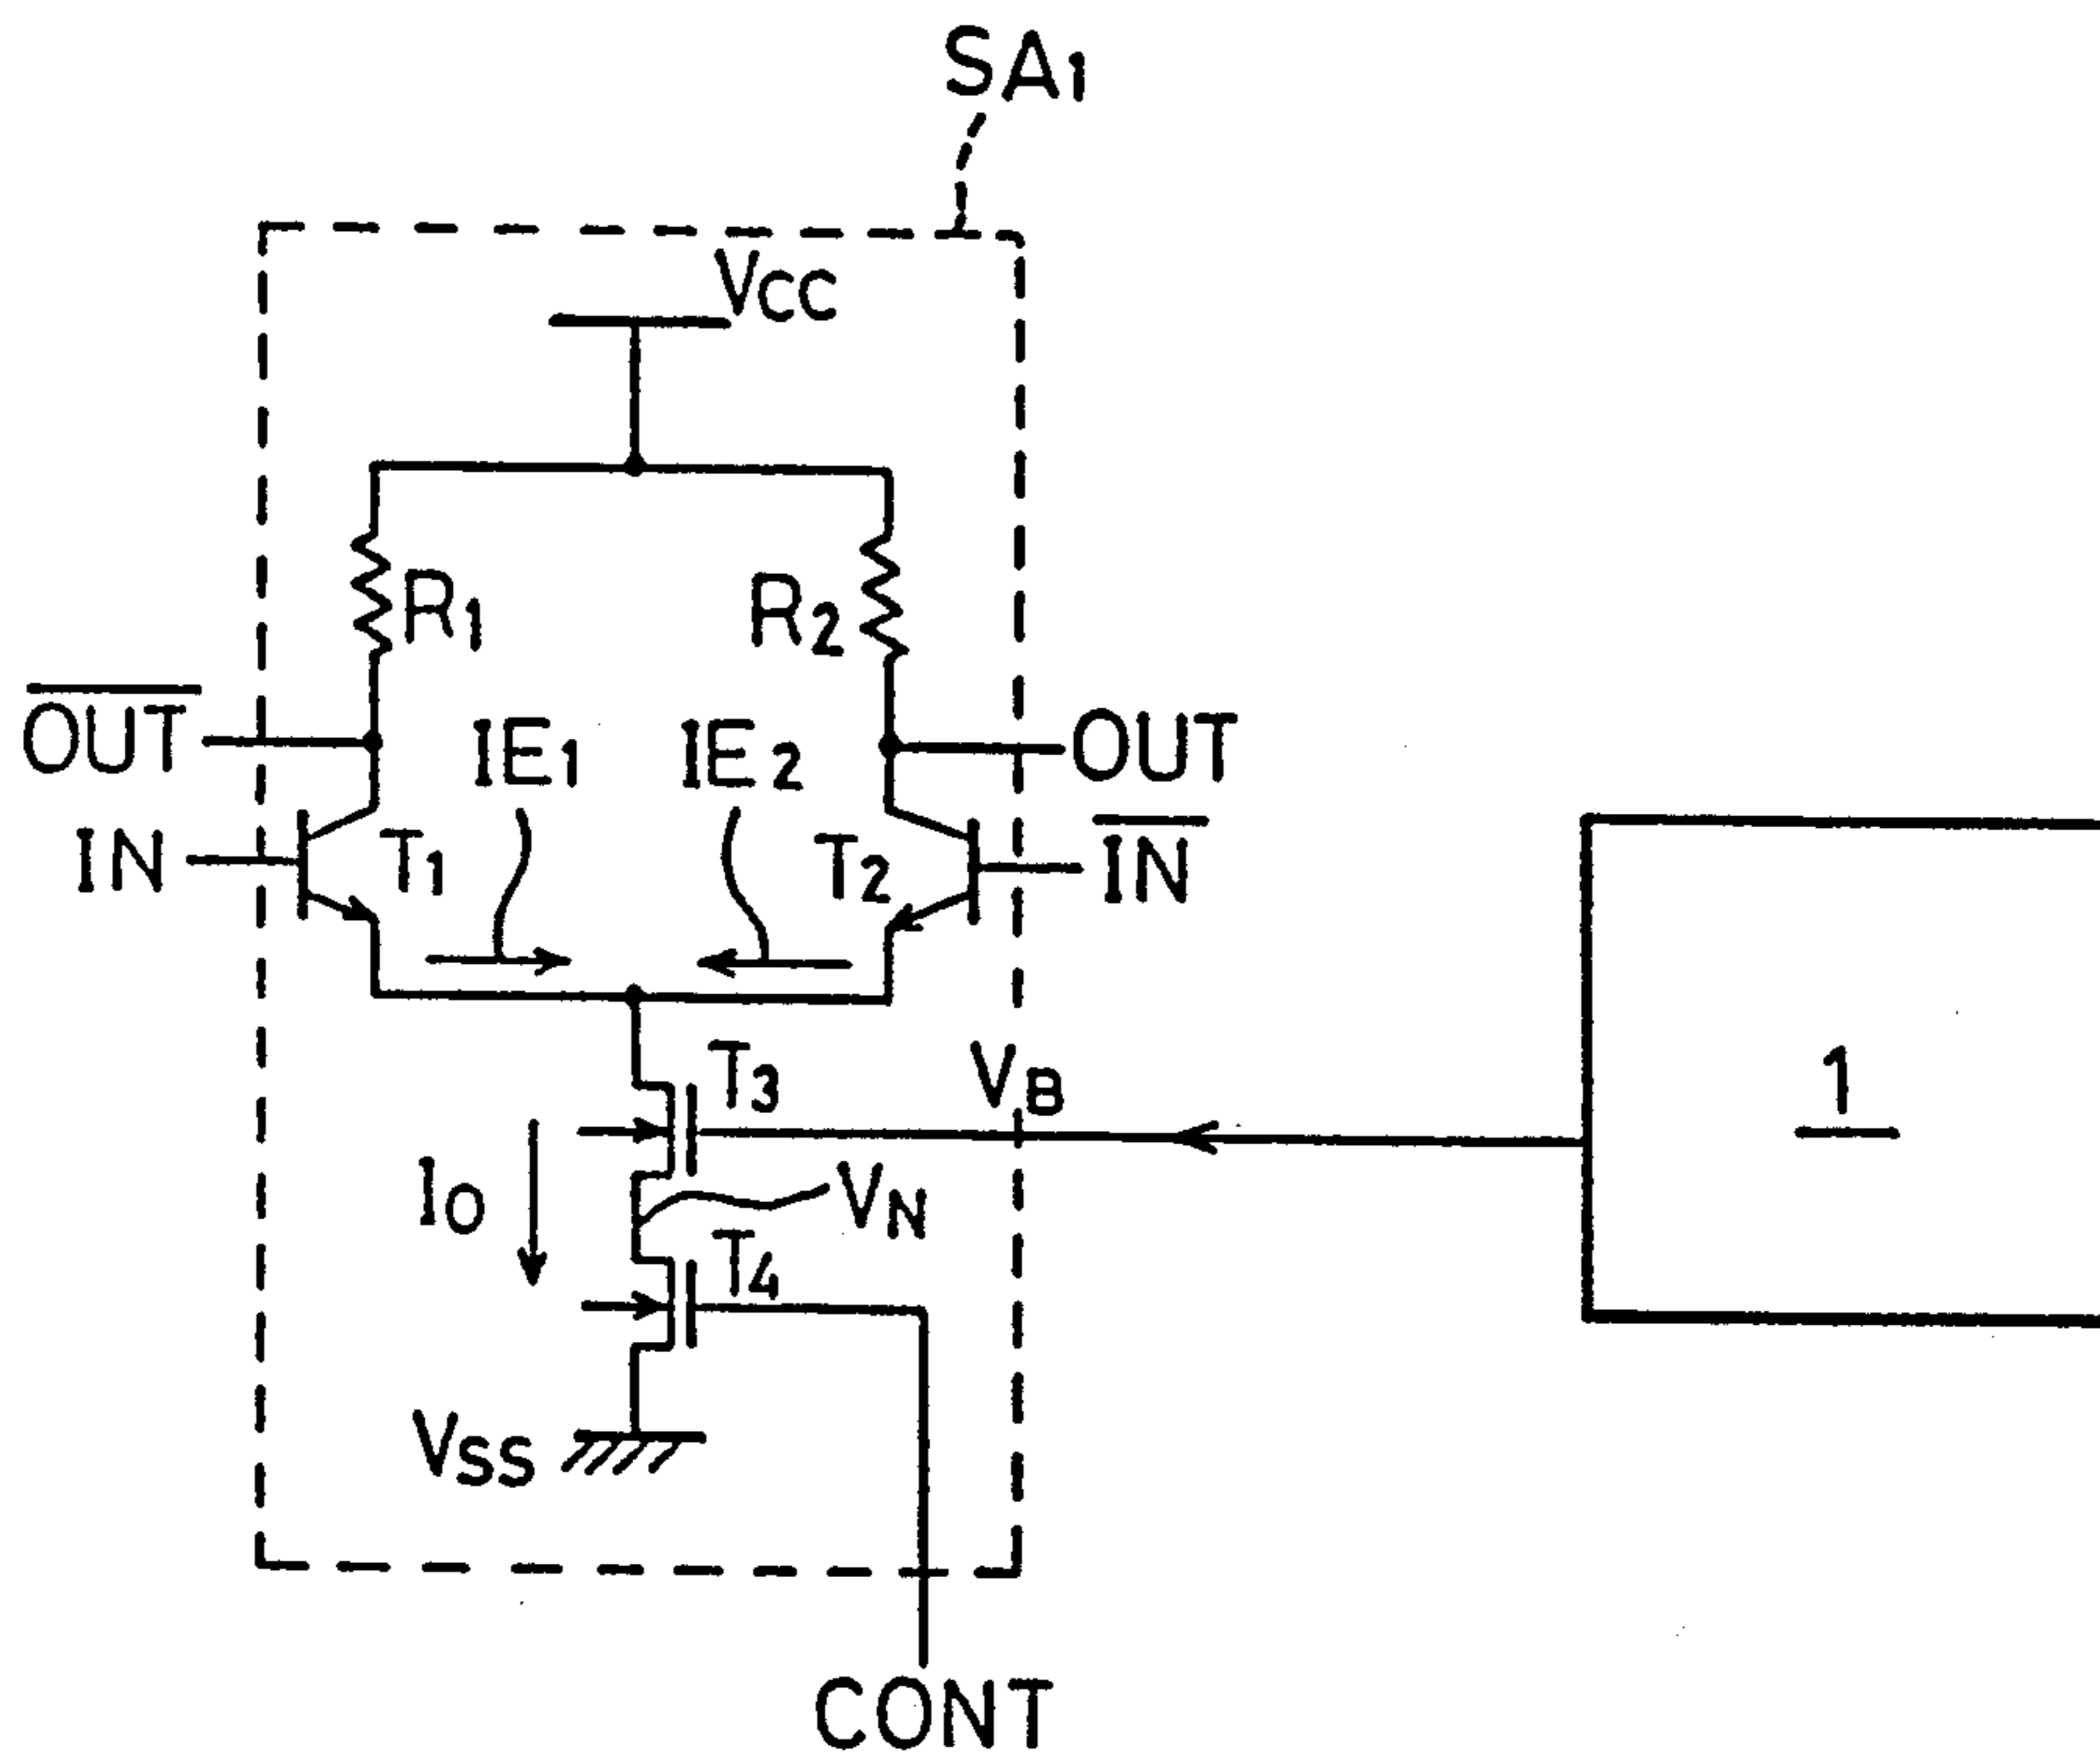 SA1
VCC
R1
R2
OUT
IE1
IE2
OUT
IN
T1
T2
IN
T3
VB
1
IO
VN
T4
VSS
CONT